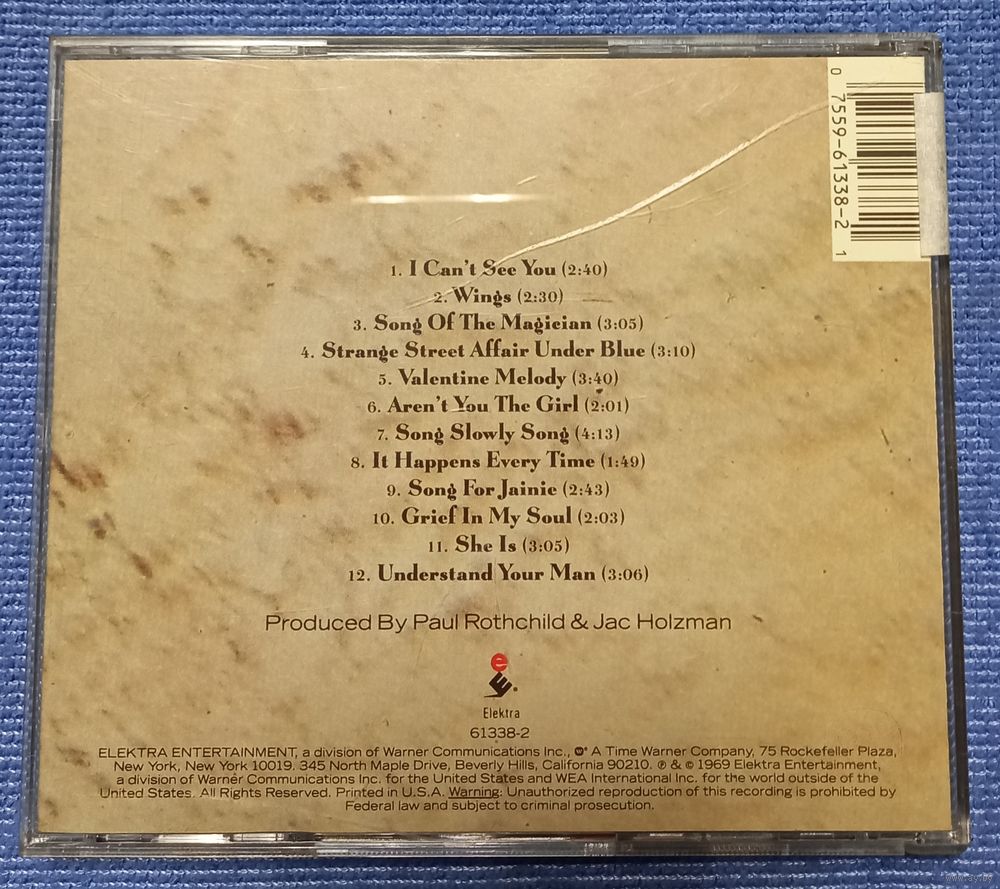 0 7559-61338-2 1
1. I Can't See You (2:40)
2. Wings (2:30)
3. Song Of The Magician (3:05)
4. Strange Street Affair Under Blue (3:10)
5. Valentine Melody (3:40)
6. Aren't You The Girl (2:01)
7. Song Slowly Song (4:13)
8. It Happens Every Time (1:49)
9. Song For Jainie (2:43)
10. Grief In My Soul (2:03)
11. She Is (3:05)
12. Understand Your Man (3:06)
Produced By Paul Rothchild & Jac Holzman
e
Elektra
61338-2
ELEKTRA ENTERTAINMENT, a division of Warner Communications Inc., A Time Warner Company, 75 Rockefeller Plaza,
New York, New York 10019. 345 North Maple Drive, Beverly Hills, California 90210. ℗ & © 1969 Elektra Entertainment,
a division of Warner Communications Inc. for the United States and WEA International Inc. for the world outside of the
United States. All Rights Reserved. Printed in U.S.A. Warning: Unauthorized reproduction of this recording is prohibited by
Federal law and subject to criminal prosecution.
www.ay.by